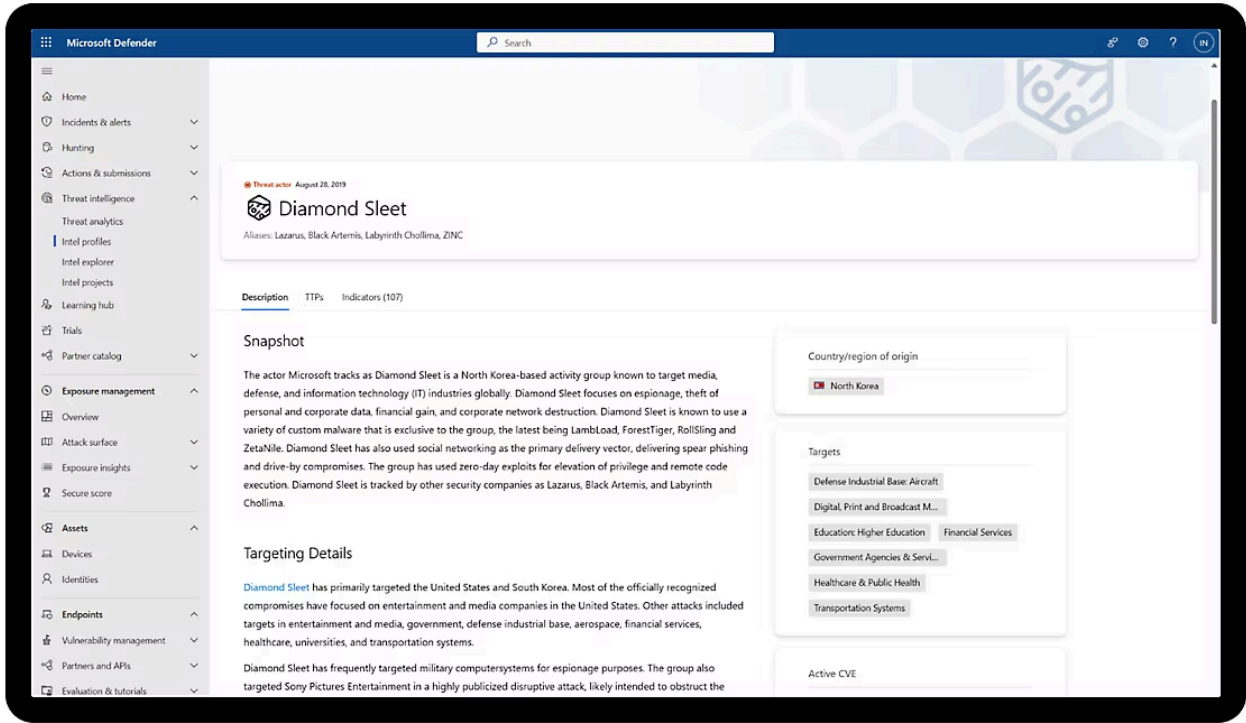 Microsoft Defender
Search
IN
Home
Incidents & alerts
Hunting
Actions & submissions
Threat intelligence
Threat analytics
Intel profiles
Intel explorer
Intel projects
Learning hub
Trials
Partner catalog
Exposure management
Overview
Attack surface
Exposure insights
Secure score
Assets
Devices
Identities
Endpoints
Vulnerability management
Partners and APIs
Evaluation & tutorials
Threat actor August 28, 2019
Diamond Sleet
Aliases: Lazarus, Black Artemis, Labyrinth Chollima, ZINC
Description TTPs Indicators (107)
Snapshot
The actor Microsoft tracks as Diamond Sleet is a North Korea-based activity group known to target media,
defense, and information technology (IT) industries globally. Diamond Sleet focuses on espionage, theft of
personal and corporate data, financial gain, and corporate network destruction. Diamond Sleet is known to use a
variety of custom malware that is exclusive to the group, the latest being LambLoad, ForestTiger, RollSling and
ZetaNile. Diamond Sleet has also used social networking as the primary delivery vector, delivering spear phishing
and drive-by compromises. The group has used zero-day exploits for elevation of privilege and remote code
execution. Diamond Sleet is tracked by other security companies as Lazarus, Black Artemis, and Labyrinth
Chollima.
Targeting Details
Diamond Sleet has primarily targeted the United States and South Korea. Most of the officially recognized
compromises have focused on entertainment and media companies in the United States. Other attacks included
targets in entertainment and media, government, defense industrial base, aerospace, financial services,
healthcare, universities, and transportation systems.
Diamond Sleet has frequently targeted military computersystems for espionage purposes. The group also
targeted Sony Pictures Entertainment in a highly publicized disruptive attack, likely intended to obstruct the
Country/region of origin
North Korea
Targets
Defense Industrial Base: Aircraft
Digital, Print and Broadcast M...
Education: Higher Education Financial Services
Government Agencies & Servi...
Healthcare & Public Health
Transportation Systems
Active CVE